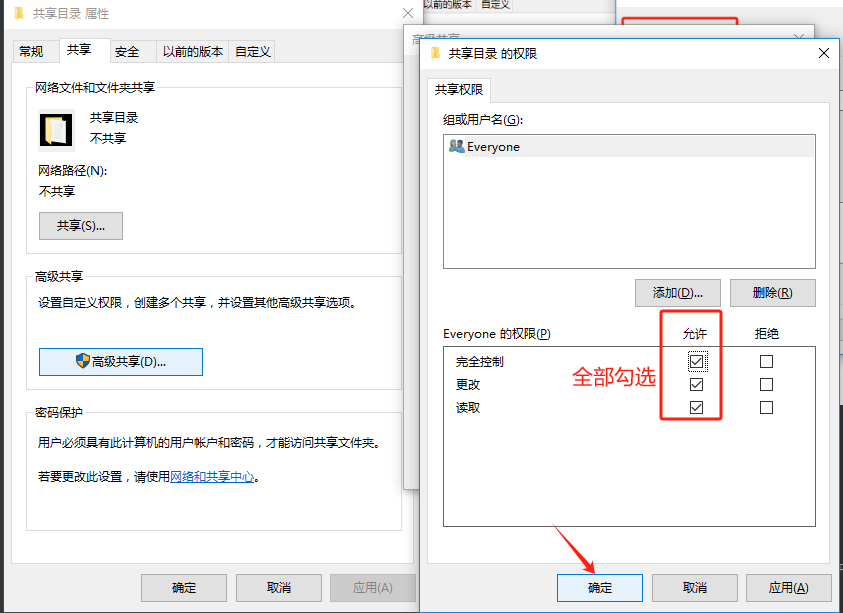 共享目录 属性
以前的版本 自定义
常规 共享 安全 以前的版本 自定义
网络文件和文件夹共享
共享目录
不共享
网络路径(N):
不共享
共享(S)...
高级共享
设置自定义权限，创建多个共享，并设置其他高级共享选项。
高级共享(D)...
密码保护
用户必须具有此计算机的用户帐户和密码，才能访问共享文件夹。
若要更改此设置，请使用网络和共享中心。
确定 取消 应用(A)
高级共享
共享目录 的权限
共享权限
组或用户名(G):
Everyone
添加(D)... 删除(R)
Everyone 的权限(P) 允许 拒绝
完全控制
更改
读取
全部勾选
确定 取消 应用(A)